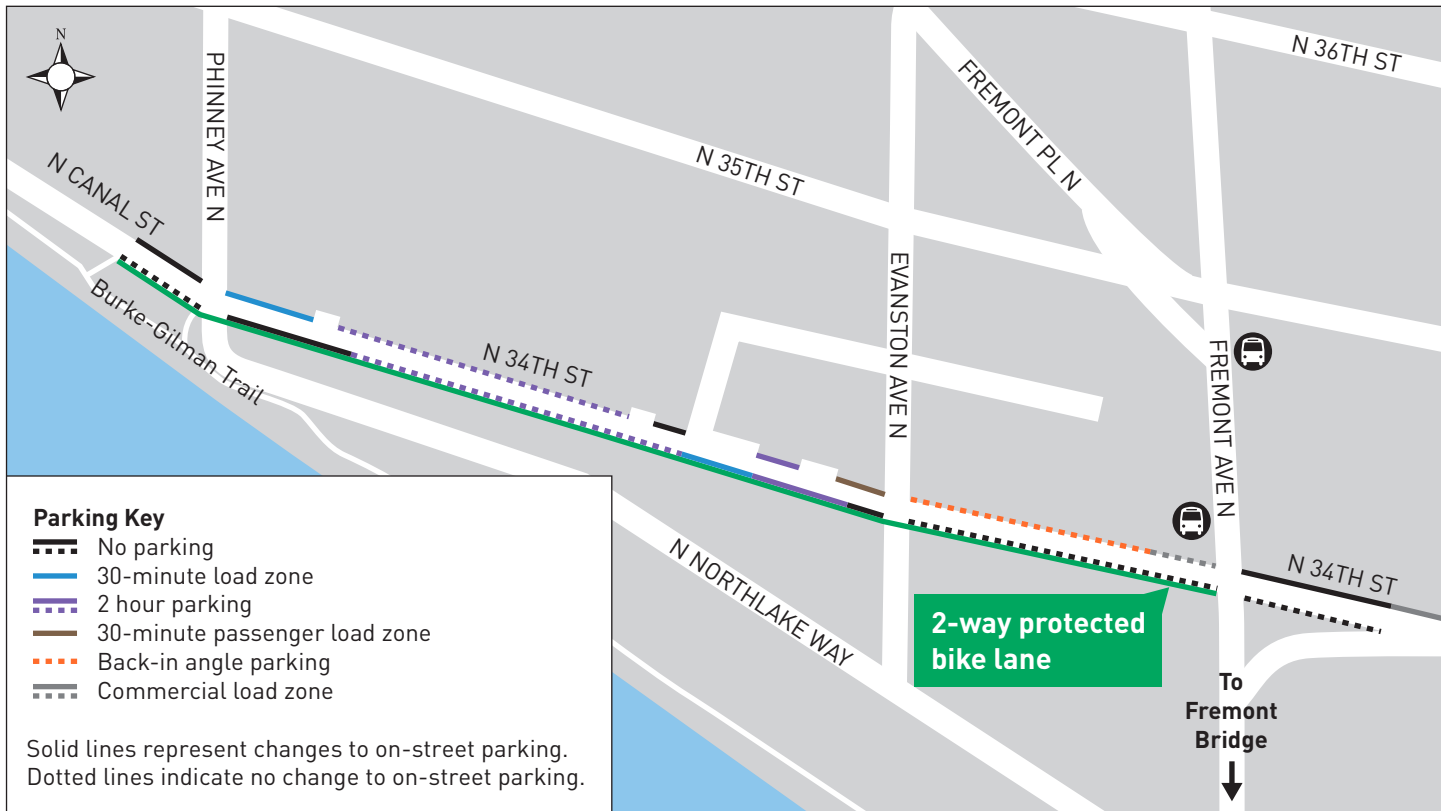 N
PHINNEY AVE N
N 36TH ST
FREMONT PL N
N 35TH ST
N CANAL ST
EVANSTON AVE N
Burke-Gilman Trail
N 34TH ST
FREMONT AVE N
N 34TH ST
N NORTHLAKE WAY
2-way protected
bike lane
To
Fremont
Bridge
Parking Key
No parking
30-minute load zone
2 hour parking
30-minute passenger load zone
Back-in angle parking
Commercial load zone
Solid lines represent changes to on-street parking.
Dotted lines indicate no change to on-street parking.